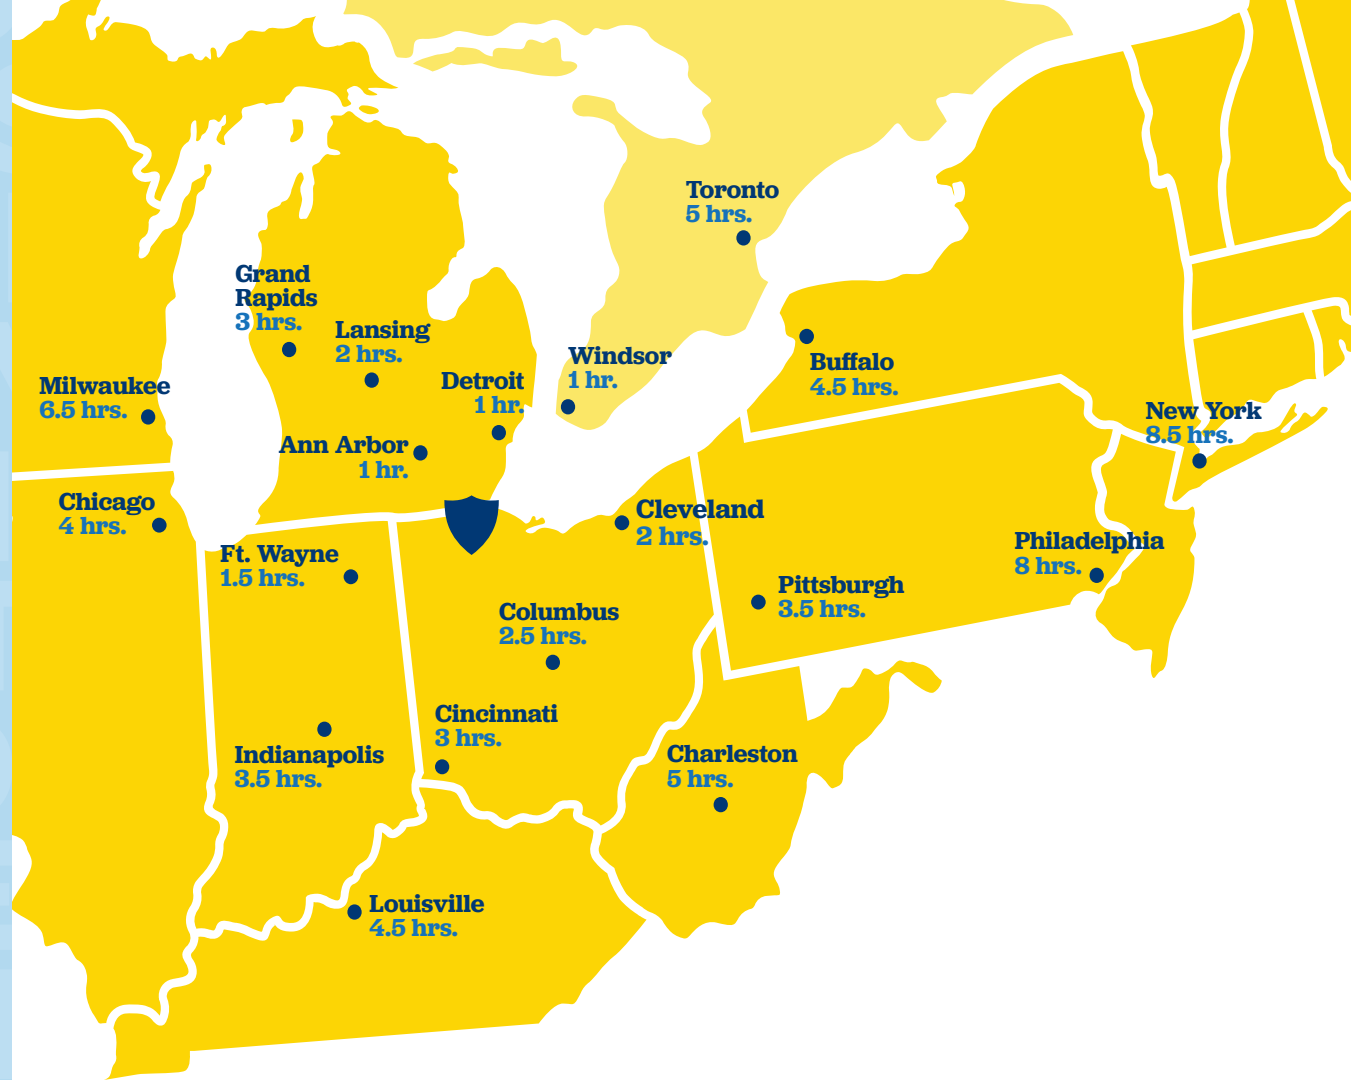 Toronto
5 hrs.
Grand
Rapids
3 hrs.
Lansing
2 hrs.
Windsor
1 hr.
Buffalo
4.5 hrs.
Detroit
1 hr.
Milwaukee
6.5 hrs.
New York
8.5 hrs.
Ann Arbor
1 hr.
Chicago
4 hrs.
Cleveland
2 hrs.
Ft. Wayne
1.5 hrs.
Philadelphia
8 hrs.
Pittsburgh
3.5 hrs.
Columbus
2.5 hrs.
Cincinnati
3 hrs.
Indianapolis
3.5 hrs.
Charleston
5 hrs.
Louisville
4.5 hrs.